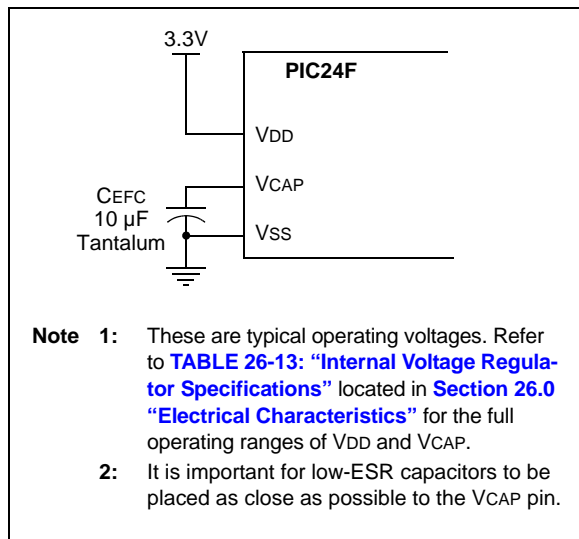 3.3V
PIC24F
VDD
VCAP
CEFC
10 µF
Tantalum
VSS
Note 1: These are typical operating voltages. Refer
to TABLE 26-13: “Internal Voltage Regula-
tor Specifications” located in Section 26.0
“Electrical Characteristics” for the full
operating ranges of VDD and VCAP.
2: It is important for low-ESR capacitors to be
placed as close as possible to the VCAP pin.